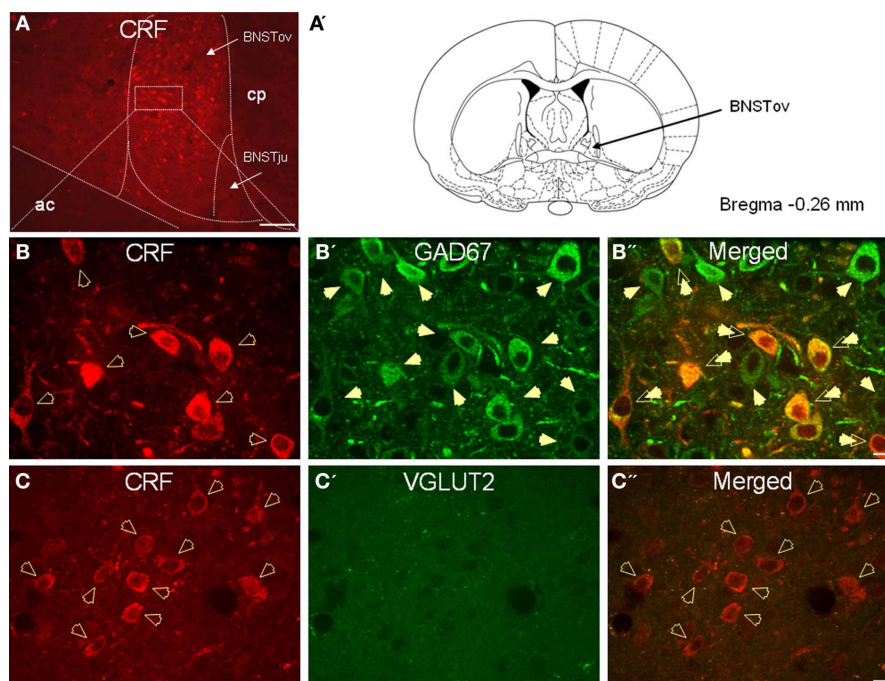 A
CRF
BNSTov
cp
BNSTju
ac
A´
BNSTov
Bregma -0.26 mm
B
CRF
B´
GAD67
B´´
Merged
C
CRF
C´
VGLUT2
C´´
Merged